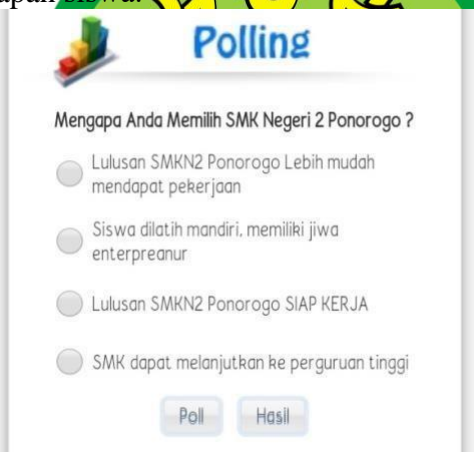 siswa.
Polling
Mengapa Anda Memilih SMK Negeri 2 Ponorogo ?
Lulusan SMKN2 Ponorogo Lebih mudah
mendapat pekerjaan
Siswa dilatih mandiri, memiliki jiwa
enterpreanur
Lulusan SMKN2 Ponorogo SIAP KERJA
SMK dapat melanjutkan ke perguruan tinggi
Poll
Hasil